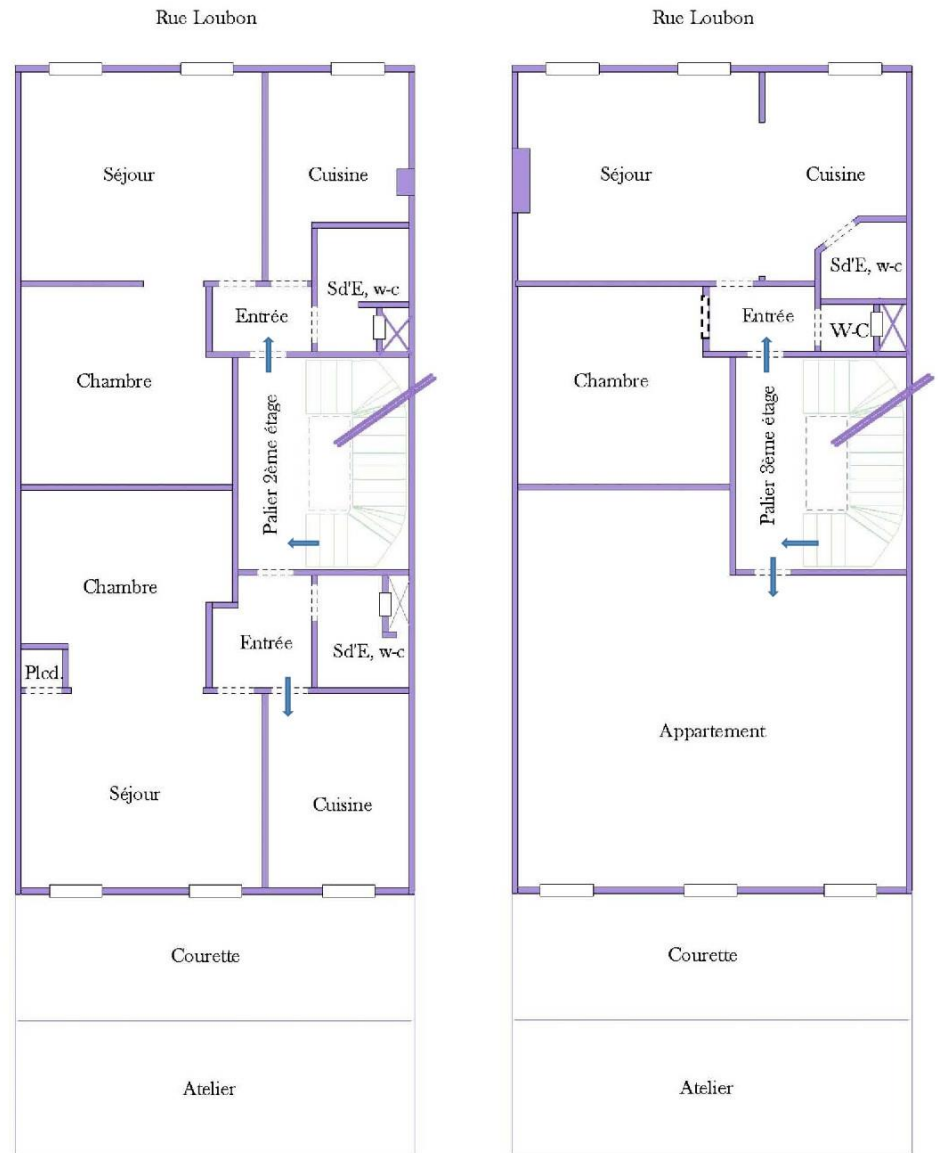 Rue Loubon
Séjour
Cuisine
Sd'E, w-c
Entrée
Chambre
Palier 2ème étage
Chambre
Entrée
Sd'E, w-c
Plcd.
Séjour
Cuisine
Courette
Atelier
Rue Loubon
Séjour
Cuisine
Sd'E, w-c
Entrée
W-C
Chambre
Palier 3ème étage
Appartement
Courette
Atelier